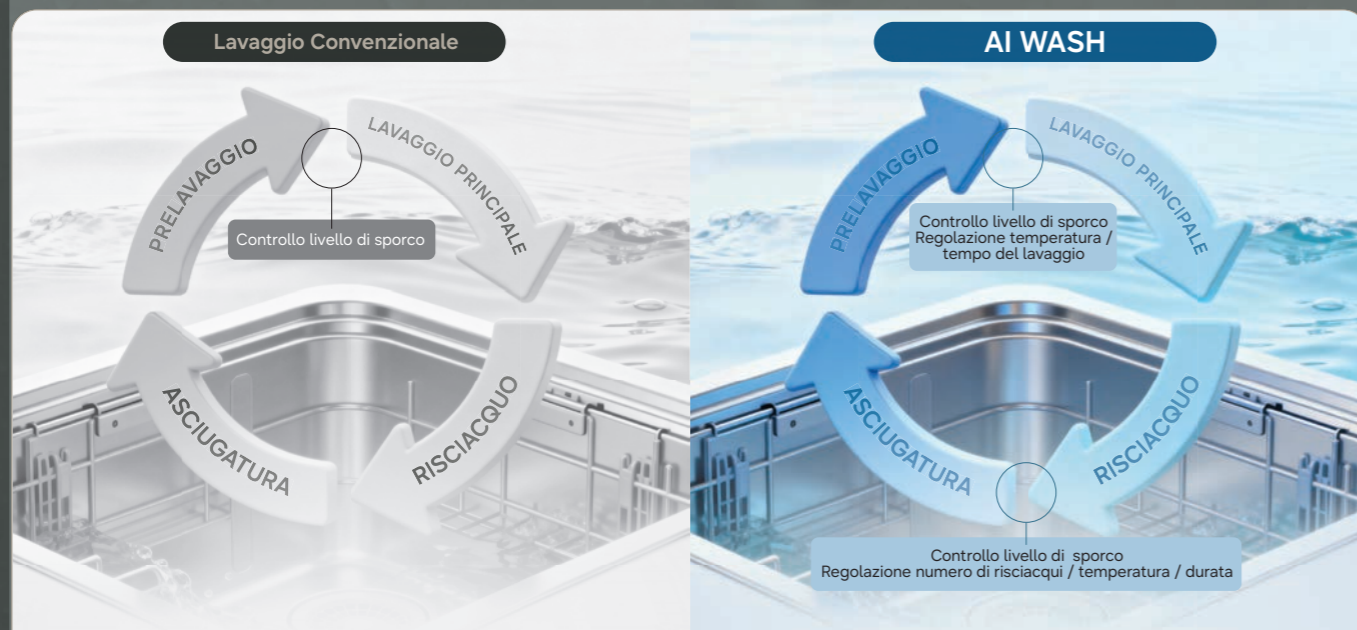 Lavaggio Convenzionale
PRELAVAGGIO
LAVAGGIO PRINCIPALE
Controllo livello di sporco
ASCIUGATURA
RISCIACQUO
AI WASH
PRELAVAGGIO
LAVAGGIO PRINCIPALE
Controllo livello di sporco
Regolazione temperatura /
tempo del lavaggio
ASCIUGATURA
RISCIACQUO
Controllo livello di sporco
Regolazione numero di risciacqui / temperatura / durata